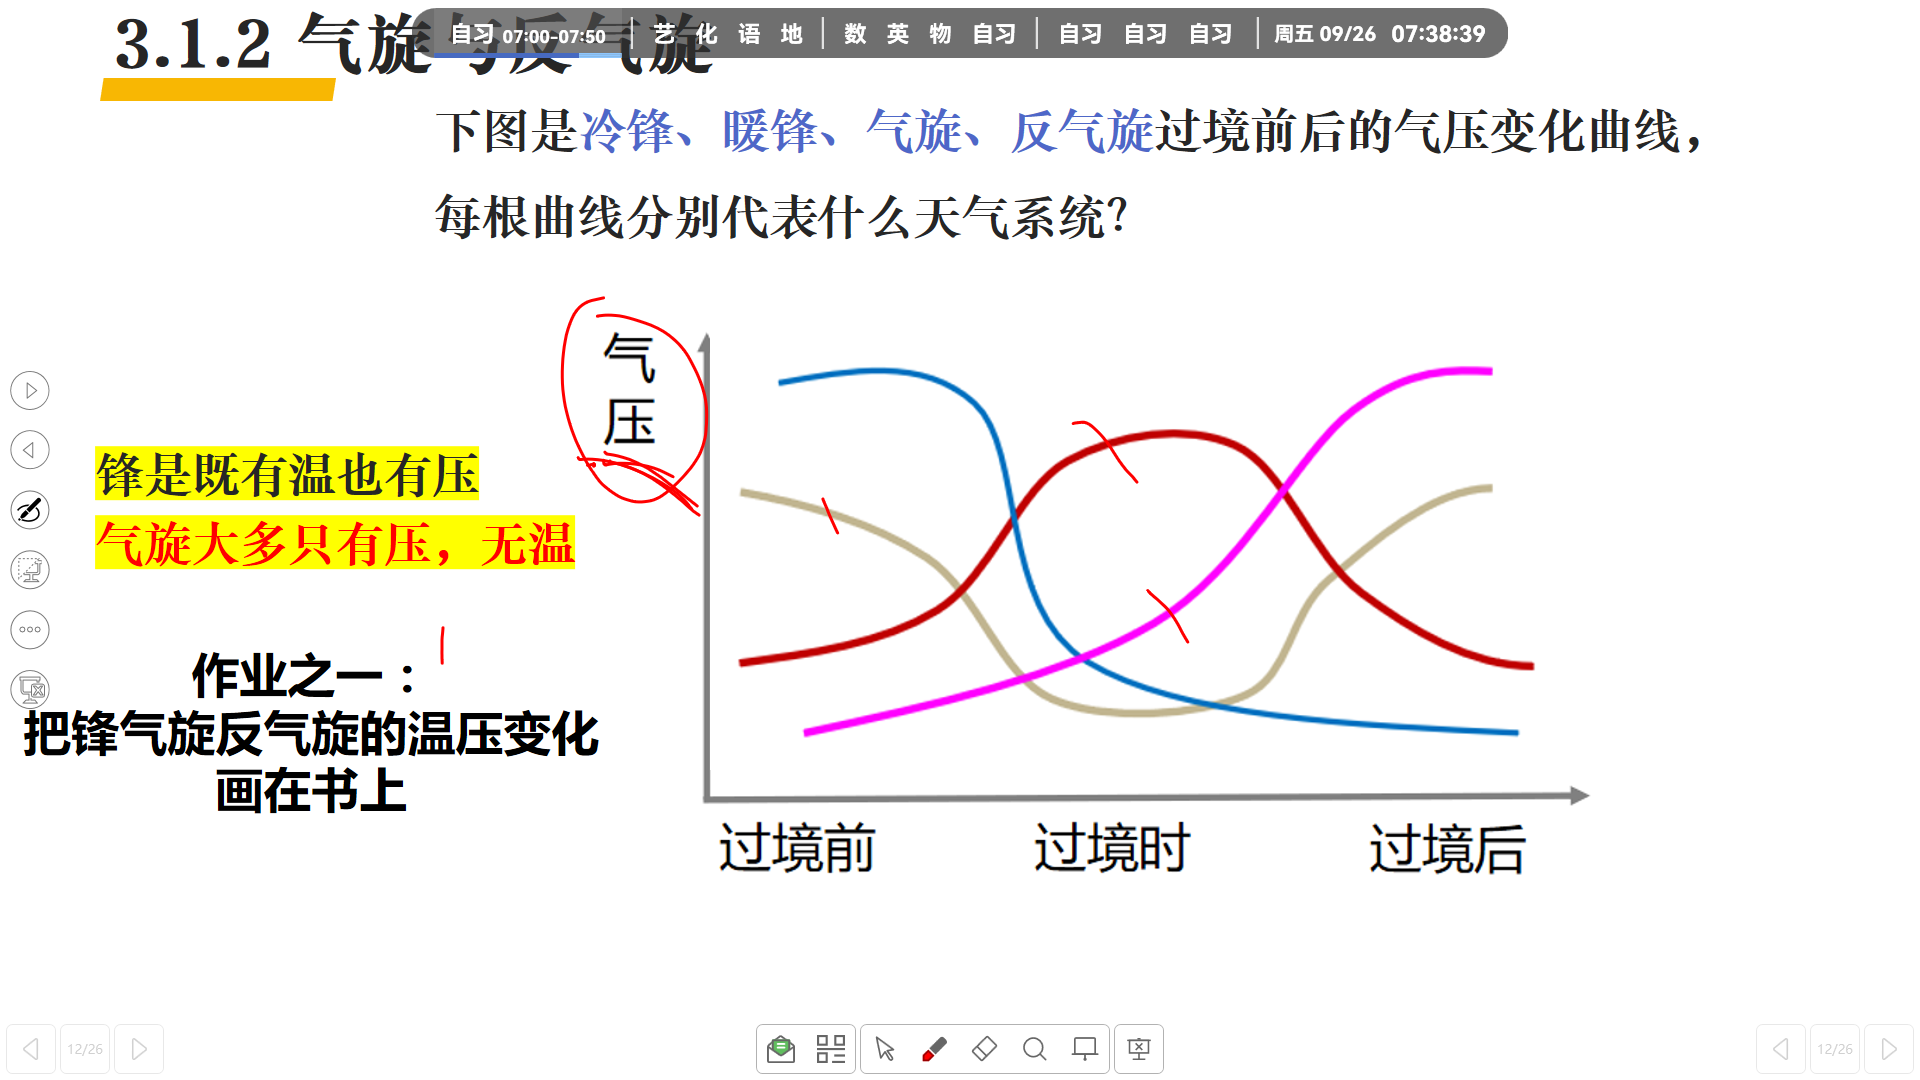 3.1.2 气旋与反气旋
自习 07:00-07:50 艺 化 语 地 数 英 物 自习 自习 自习 自习 周五 09/26 07:38:39
下图是冷锋、暖锋、气旋、反气旋过境前后的气压变化曲线，
每根曲线分别代表什么天气系统？
气
压
锋是既有温也有压
气旋大多只有压，无温
作业之一：
把锋气旋反气旋的温压变化
画在书上
过境前 过境时 过境后
12/26
12/26